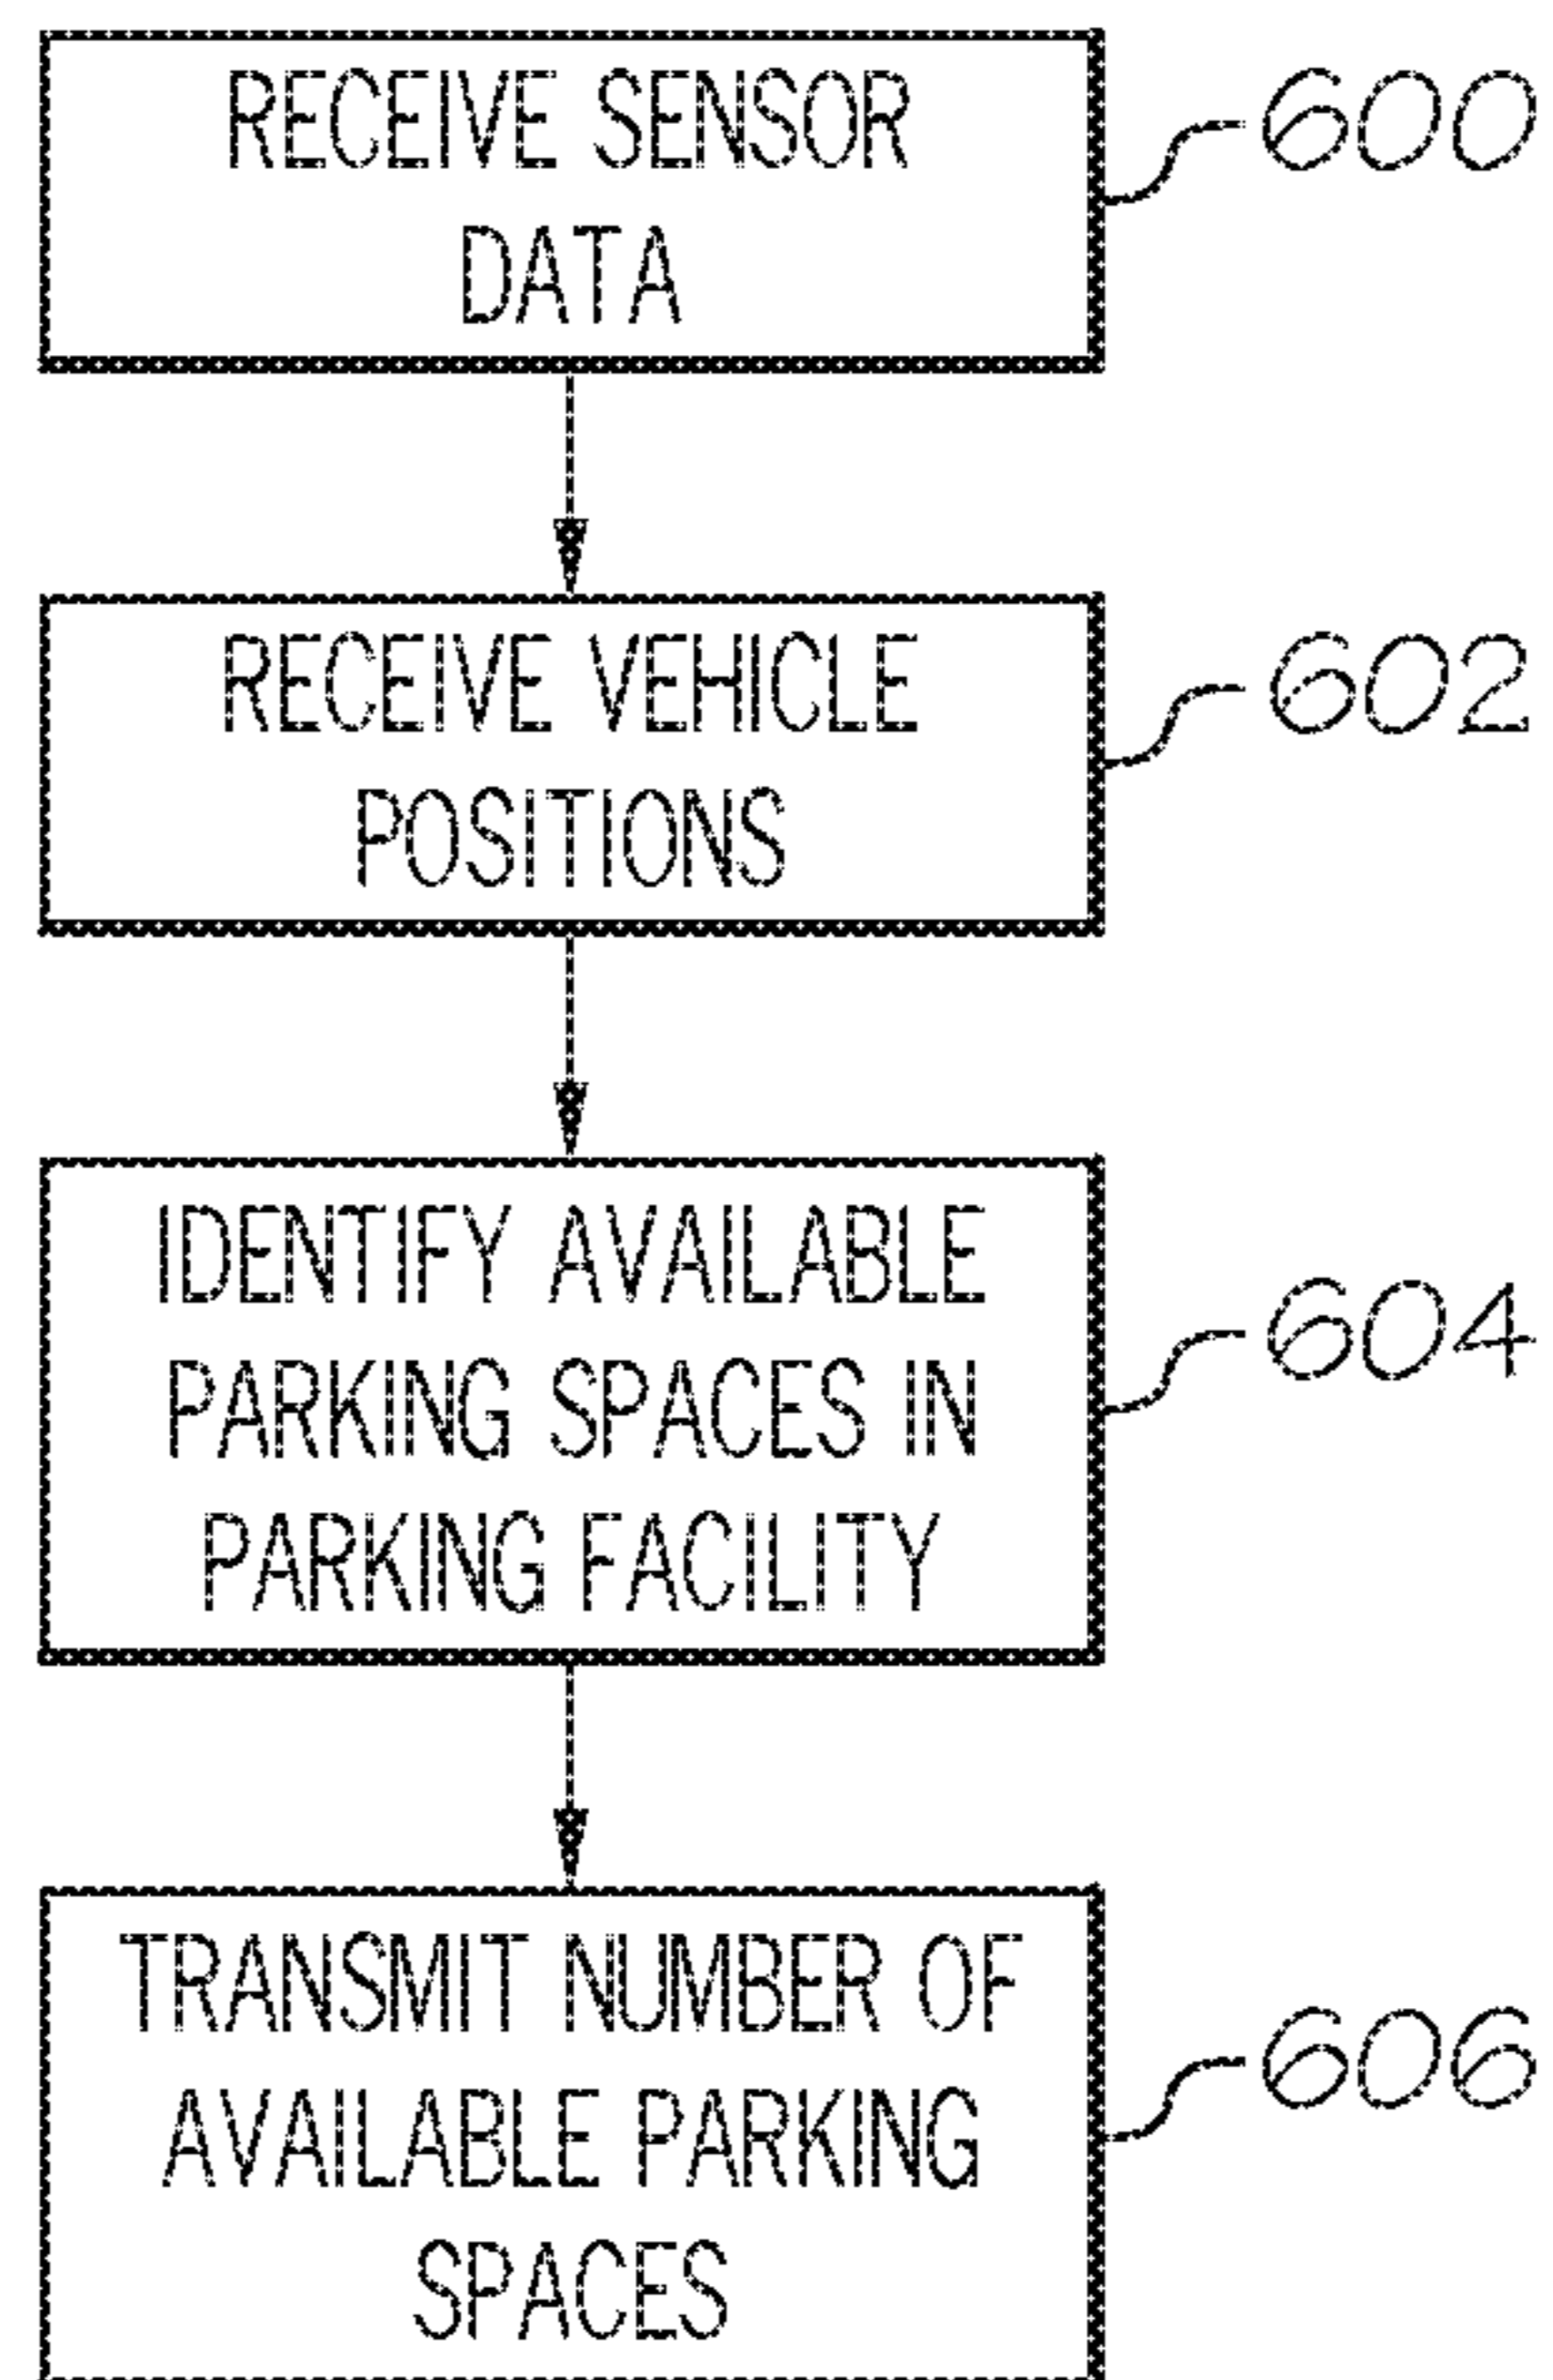 RECEIVE SENSOR
DATA
600
RECEIVE VEHICLE
POSITIONS
602
IDENTIFY AVAILABLE
PARKING SPACES IN
PARKING FACILITY
604
TRANSMIT NUMBER OF
AVAILABLE PARKING
SPACES
606